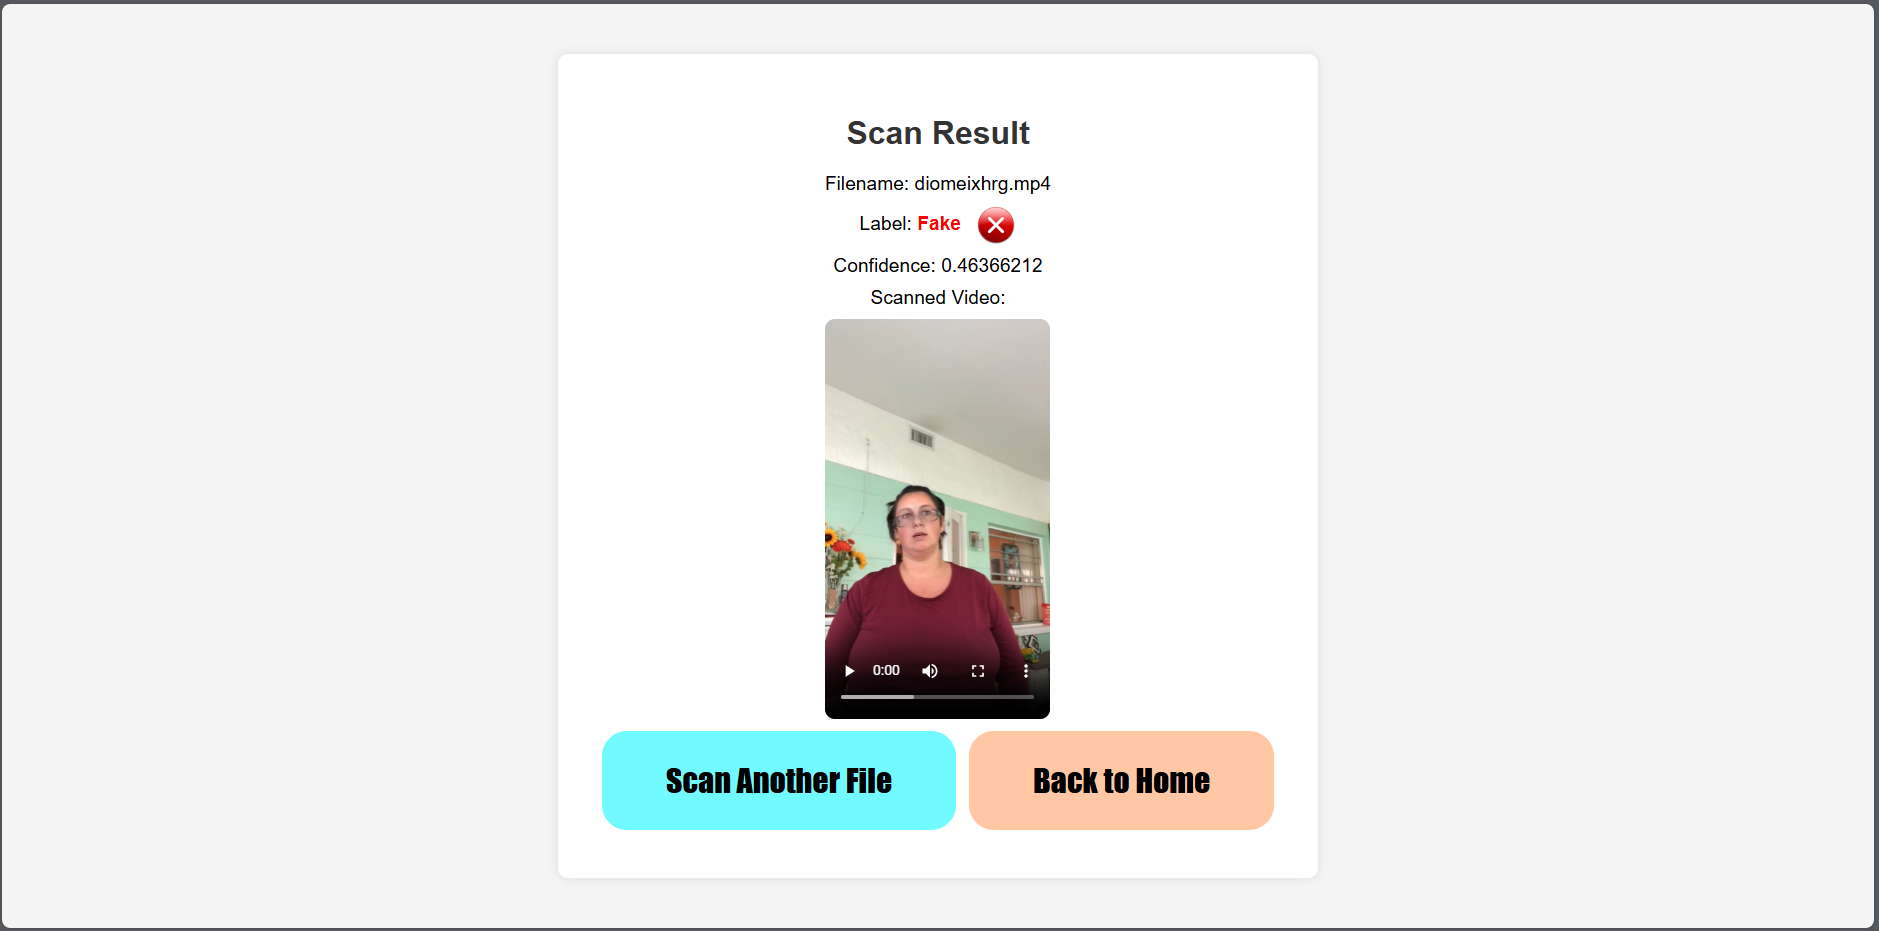 Scan Result
Filename: diomeixhrg.mp4
Label: Fake
Confidence: 0.46366212
Scanned Video:
0:00
Scan Another File
Back to Home